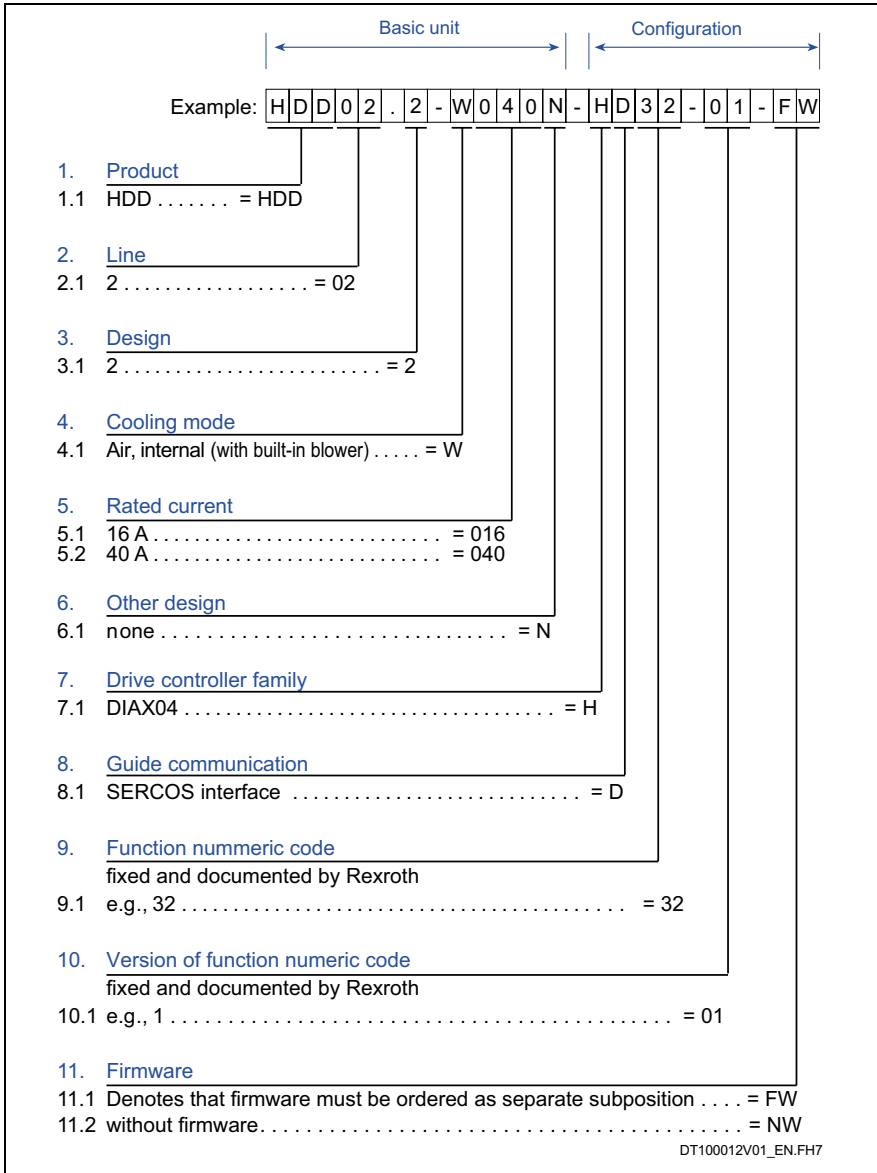 Basic unit Configuration
Example: HDD02.2-W040N-HD32-01-FW
1. Product
1.1 HDD ....... = HDD
2. Line
2.1 2 .................. = 02
3. Design
3.1 2 ........................ = 2
4. Cooling mode
4.1 Air, internal (with built-in blower) ..... = W
5. Rated current
5.1 16 A ............................ = 016
5.2 40 A ............................ = 040
6. Other design
6.1 none ................................ = N
7. Drive controller family
7.1 DIAX04 ................................... = H
8. Guide communication
8.1 SERCOS interface ............................ = D
9. Function nummeric code
fixed and documented by Rexroth
9.1 e.g., 32 ........................................... = 32
10. Version of function numeric code
fixed and documented by Rexroth
10.1 e.g., 1 ........................................... = 01
11. Firmware
11.1 Denotes that firmware must be ordered as separate subposition .... = FW
11.2 without firmware ............................................ = NW
DT100012V01_EN.FH7